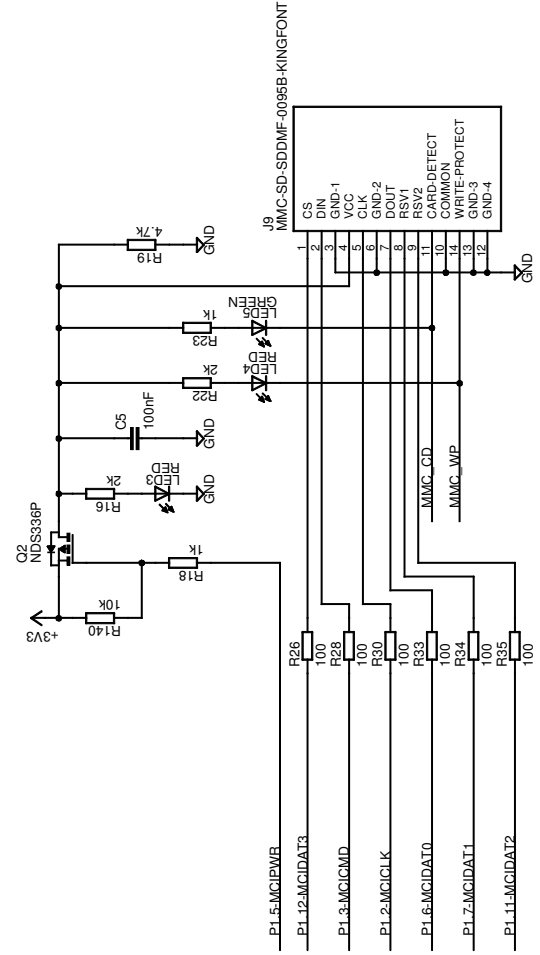 J9
MMC-SD-SDDMF-0095B-KINGFONT
1 CS
2 DIN
3 GND-1
4 VCC
5 CLK
6 GND-2
7 DOUT
8 RSV1
9 RSV2
11 CARD-DETECT
10 COMMON
14 WRITE-PROTECT
13 GND-3
12 GND-4
GND
R19
4.7k
GND
R23
1k
LED5
GREEN
R22
2k
LED4
RED
C5
100nF
GND
R16
2k
LED3
RED
GND
Q2
NDS336P
+3V3
R140
10k
R18
1k
MMC_CD
MMC_WP
R26
100
R28
100
R30
100
R33
100
R34
100
R35
100
P1.5-MCIPWR
P1.12-MCIDAT3
P1.3-MCICMD
P1.2-MCICLK
P1.6-MCIDAT0
P1.7-MCIDAT1
P1.11-MCIDAT2